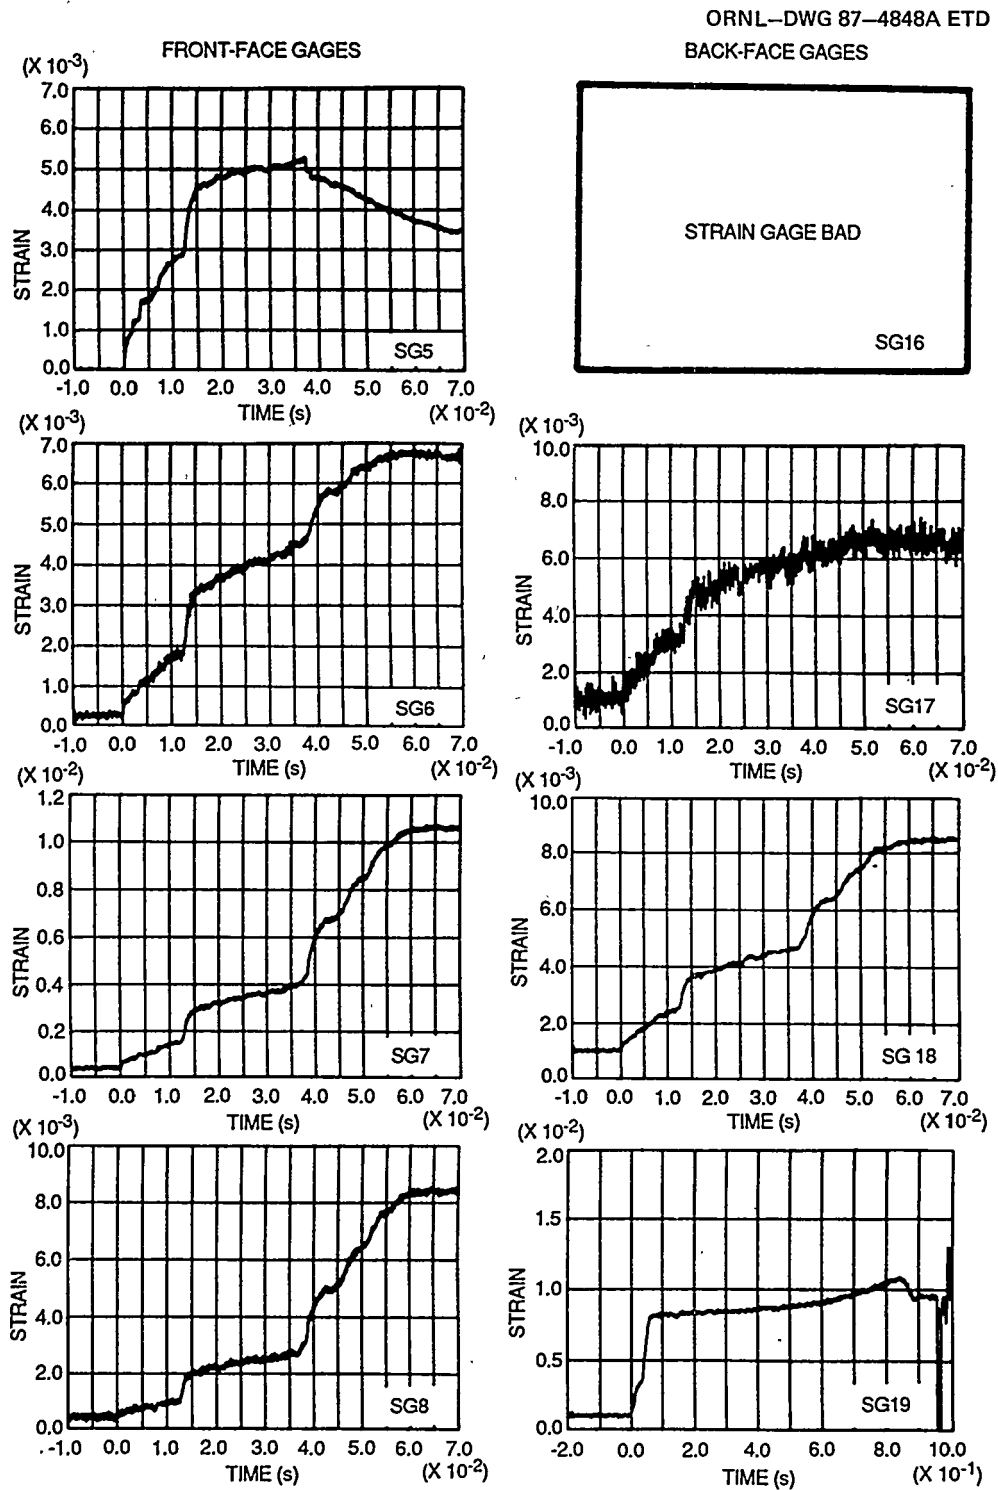 ORNL–DWG 87–4848A ETD
FRONT-FACE GAGES
BACK-FACE GAGES
(X 10-3)
7.0
6.0
5.0
4.0
3.0
2.0
1.0
0.0
STRAIN
SG5
-1.0 0.0 1.0 2.0 3.0 4.0 5.0 6.0 7.0
TIME (s)
(X 10-2)
STRAIN GAGE BAD
SG16
(X 10-3)
7.0
6.0
5.0
4.0
3.0
2.0
1.0
0.0
STRAIN
SG6
-1.0 0.0 1.0 2.0 3.0 4.0 5.0 6.0 7.0
TIME (s)
(X 10-2)
(X 10-3)
10.0
8.0
6.0
4.0
2.0
0.0
STRAIN
SG17
-1.0 0.0 1.0 2.0 3.0 4.0 5.0 6.0 7.0
TIME (s)
(X 10-2)
(X 10-2)
1.2
1.0
0.8
0.6
0.4
0.2
0.0
STRAIN
SG7
-1.0 0.0 1.0 2.0 3.0 4.0 5.0 6.0 7.0
TIME (s)
(X 10-2)
(X 10-3)
10.0
8.0
6.0
4.0
2.0
0.0
STRAIN
SG 18
-1.0 0.0 1.0 2.0 3.0 4.0 5.0 6.0 7.0
TIME (s)
(X 10-2)
(X 10-3)
10.0
8.0
6.0
4.0
2.0
0.0
STRAIN
SG8
-1.0 0.0 1.0 2.0 3.0 4.0 5.0 6.0 7.0
TIME (s)
(X 10-2)
(X 10-2)
2.0
1.5
1.0
0.5
0.0
STRAIN
SG19
-2.0 0.0 2.0 4.0 6.0 8.0 10.0
TIME (s)
(X 10-1)